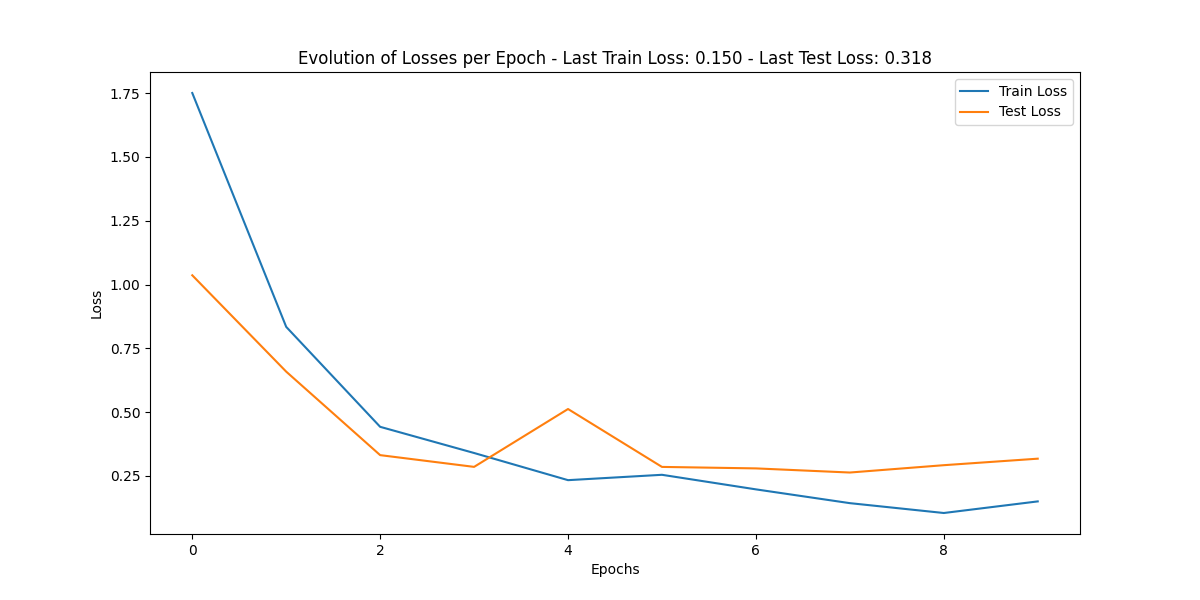 Evolution of Losses per Epoch - Last Train Loss: 0.150 - Last Test Loss: 0.318
Train Loss
Test Loss
1.75
1.50
1.25
1.00
0.75
0.50
0.25
Loss
0 2 4 6 8
Epochs